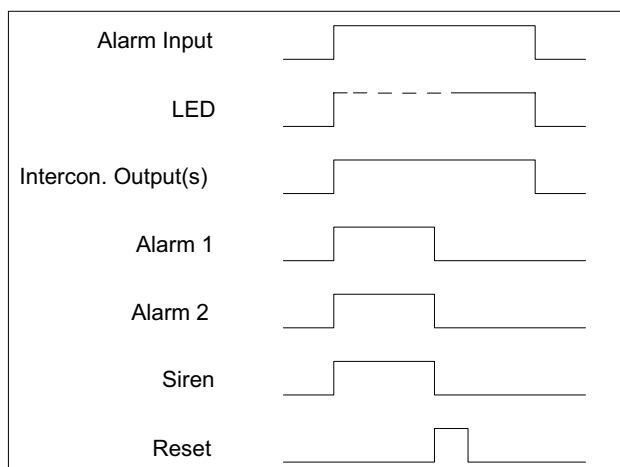 Alarm Input
LED
Intercon. Output(s)
Alarm 1
Alarm 2
Siren
Reset